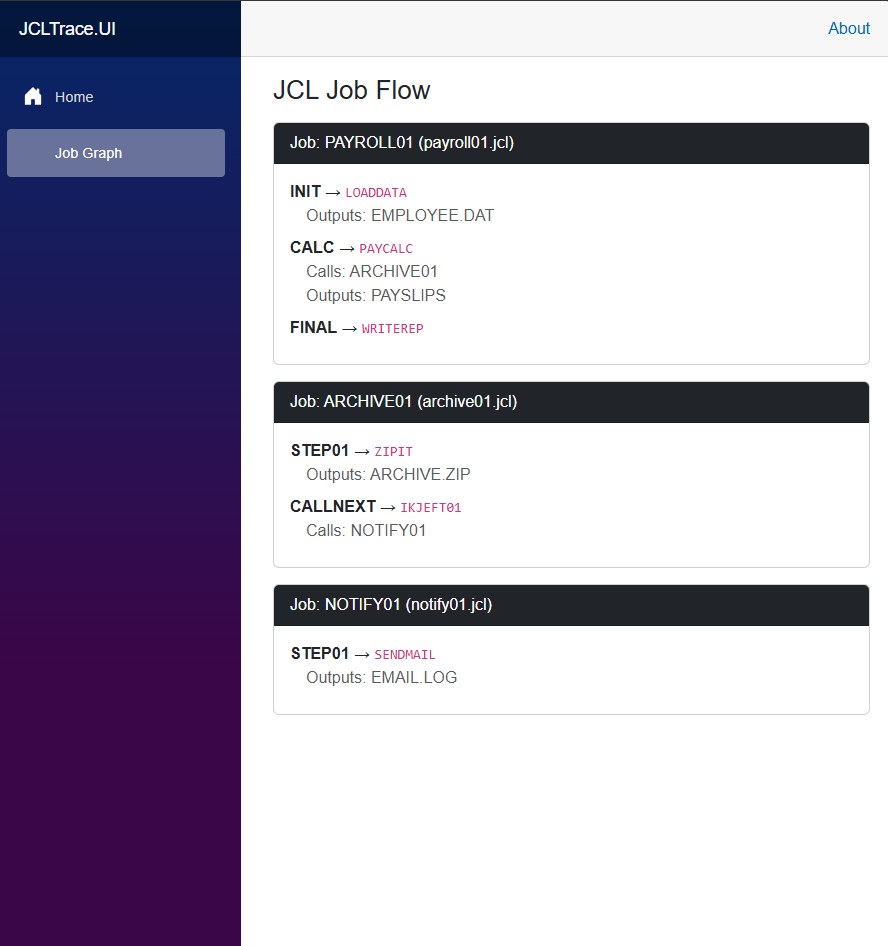 JCLTrace.UI
About
Home
Job Graph
JCL Job Flow
Job: PAYROLL01 (payroll01.jcl)
INIT → LOADDATA
Outputs: EMPLOYEE.DAT
CALC → PAYCALC
Calls: ARCHIVE01
Outputs: PAYSLIPS
FINAL → WRITEREP
Job: ARCHIVE01 (archive01.jcl)
STEP01 → ZIPIT
Outputs: ARCHIVE.ZIP
CALLNEXT → IKJEFT01
Calls: NOTIFY01
Job: NOTIFY01 (notify01.jcl)
STEP01 → SENDMAIL
Outputs: EMAIL.LOG